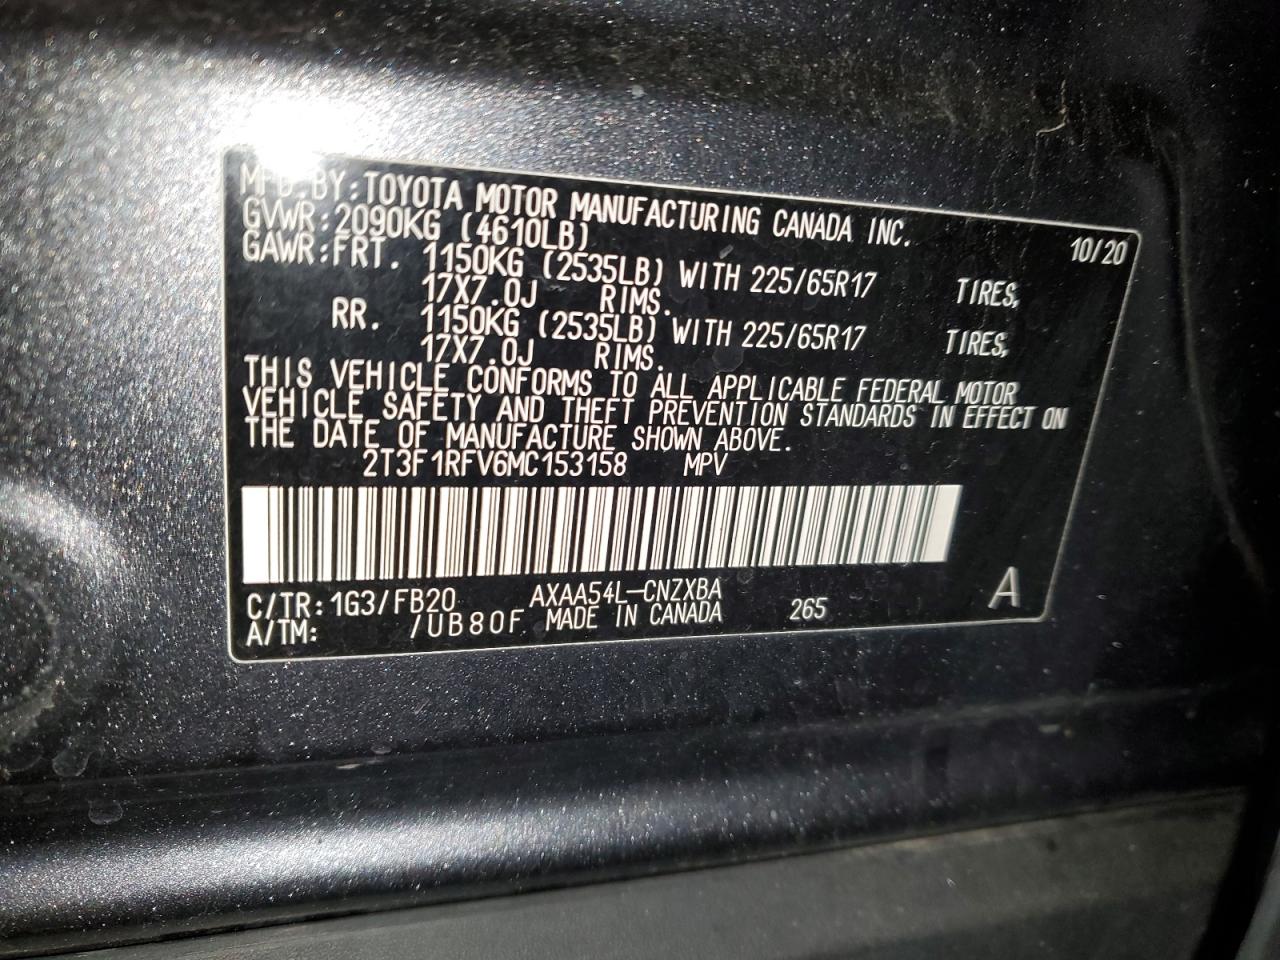 MFD.BY:TOYOTA MOTOR MANUFACTURING CANADA INC. 10/20
GVWR:2090KG (4610LB)
GAWR:FRT. 1150KG (2535LB) WITH 225/65R17 TIRES,
17X7.0J RIMS.
RR. 1150KG (2535LB) WITH 225/65R17 TIRES,
17X7.0J RIMS.
THIS VEHICLE CONFORMS TO ALL APPLICABLE FEDERAL MOTOR
VEHICLE SAFETY AND THEFT PREVENTION STANDARDS IN EFFECT ON
THE DATE OF MANUFACTURE SHOWN ABOVE.
2T3F1RFV6MC153158 MPV
C/TR:1G3/FB20 AXAA54L-CNZXBA A
A/TM: /UB80F MADE IN CANADA 265